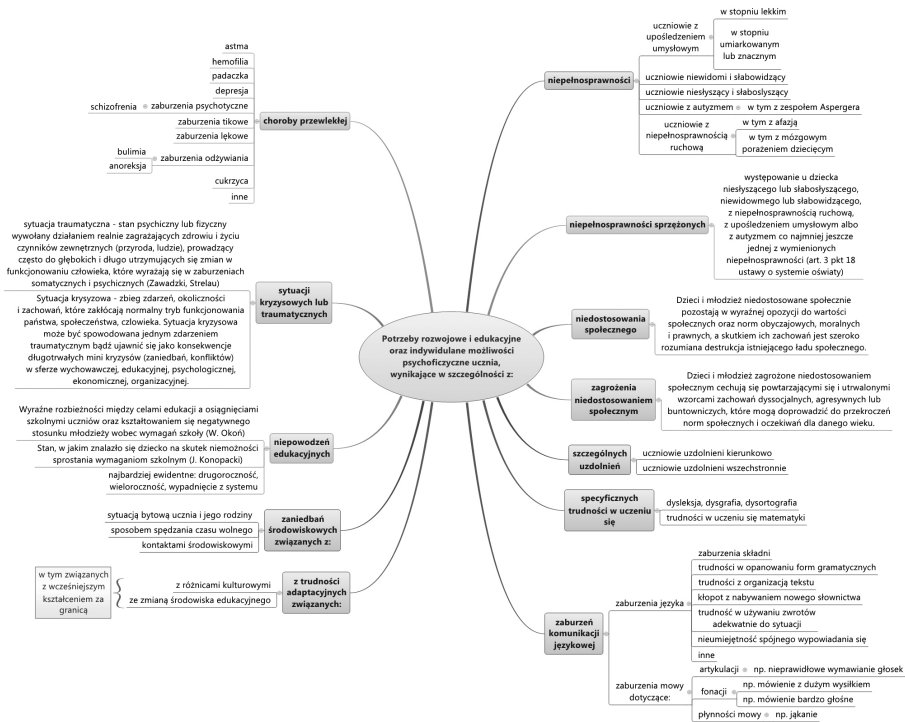 Potrzeby rozwojowe i edukacyjne
oraz indywidulane możliwości
psychoficzyczne ucznia,
wynikające w szczególności z:
niepełnosprawności
uczniowie z
upośledzeniem
umysłowym
w stopniu lekkim
w stopniu
umiarkowanym
lub znacznym
uczniowie niewidomi i słabowidzący
uczniowie niesłyszący i słabosłyszący
uczniowie z autyzmem
w tym z zespołem Aspergera
uczniowie z
niepełnosprawnością
ruchową
w tym z afazją
w tym z mózgowym
porażeniem dziecięcym
niepełnosprawności sprzężonych
występowanie u dziecka
niesłyszącego lub słabosłyszącego,
niewidomego lub słabowidzącego,
z niepełnosprawnością ruchową,
z upośledzeniem umysłowym albo
z autyzmem co najmniej jeszcze
jednej z wymienionych
niepełnosprawności (art. 3 pkt 18
ustawy o systemie oświaty)
niedostosowania
społecznego
Dzieci i młodzież niedostosowane społecznie
pozostają w wyraźnej opozycji do wartości
społecznych oraz norm obyczajowych, moralnych
i prawnych, a skutkiem ich zachowań jest szeroko
rozumiana destrukcja istniejącego ładu społecznego.
zagrożenia
niedostosowaniem
społecznym
Dzieci i młodzież zagrożone niedostosowaniem
społecznym cechują się powtarzającymi się i utrwalonymi
wzorcami zachowań dyssocjalnych, agresywnych lub
buntowniczych, które mogą doprowadzić do przekroczeń
norm społecznych i oczekiwań dla danego wieku.
szczególnych
uzdolnień
uczniowie uzdolnieni kierunkowo
uczniowie uzdolnieni wszechstronnie
specyficznych
trudności w uczeniu
się
dysleksja, dysgrafia, dysortografia
trudności w uczeniu się matematyki
zaburzeń
komunikacji
językowej
zaburzenia języka
zaburzenia składni
trudności w opanowaniu form gramatycznych
trudności z organizacją tekstu
kłopot z nabywaniem nowego słownictwa
trudność w używaniu zwrotów
adekwatnie do sytuacji
nieumiejętność spójnego wypowiadania się
inne
zaburzenia mowy
dotyczące:
artykulacji
np. nieprawidłowe wymawianie głosek
fonacji
np. mówienie z dużym wysiłkiem
np. mówienie bardzo głośne
płynności mowy
np. jąkanie
choroby przewlekłej
astma
hemofilia
padaczka
depresja
zaburzenia psychotyczne
schizofrenia
zaburzenia tikowe
zaburzenia lękowe
zaburzenia odżywiania
bulimia
anoreksja
cukrzyca
inne
sytuacji
kryzysowych lub
traumatycznych
sytuacja traumatyczna - stan psychiczny lub fizyczny
wywołany działaniem realnie zagrażających zdrowiu i życiu
czynników zewnętrznych (przyroda, ludzie), prowadzący
często do głębokich i długo utrzymujących się zmian w
funkcjonowaniu człowieka, które wyrażają się w zaburzeniach
somatycznych i psychicznych (Zawadzki, Strelau)
Sytuacja krysyzowa - zbieg zdarzeń, okoliczności
i zachowań, które zakłócają normalny tryb funkcjonowania
państwa, społeczeństwa, człowieka. Sytuacja kryzysowa
może być spowodowana jednym zdarzeniem
traumatycznym bądź ujawnić się jako konsekwencje
długotrwałych mini kryzysów (zaniedbań, konfliktów)
w sferze wychowawczej, edukacyjnej, psychologicznej,
ekonomicznej, organizacyjnej.
niepowodzeń
edukacyjnych
Wyraźne rozbieżności między celami edukacji a osiągnięciami
szkolnymi uczniów oraz kształtowaniem się negatywnego
stosunku młodzieży wobec wymagań szkoły (W. Okoń)
Stan, w jakim znalazło się dziecko na skutek niemożności
sprostania wymaganiom szkolnym (J. Konopacki)
najbardziej ewidentne: drugoroczność,
wieloroczność, wypadnięcie z systemu
zaniedbań
środowiskowych
związanych z:
sytuacją bytową ucznia i jego rodziny
sposobem spędzania czasu wolnego
kontaktami środowiskowymi
z trudności
adaptacyjnych
związanych:
z różnicami kulturowymi
ze zmianą środowiska edukacyjnego
w tym związanych
z wcześniejszym
kształceniem za
granicą